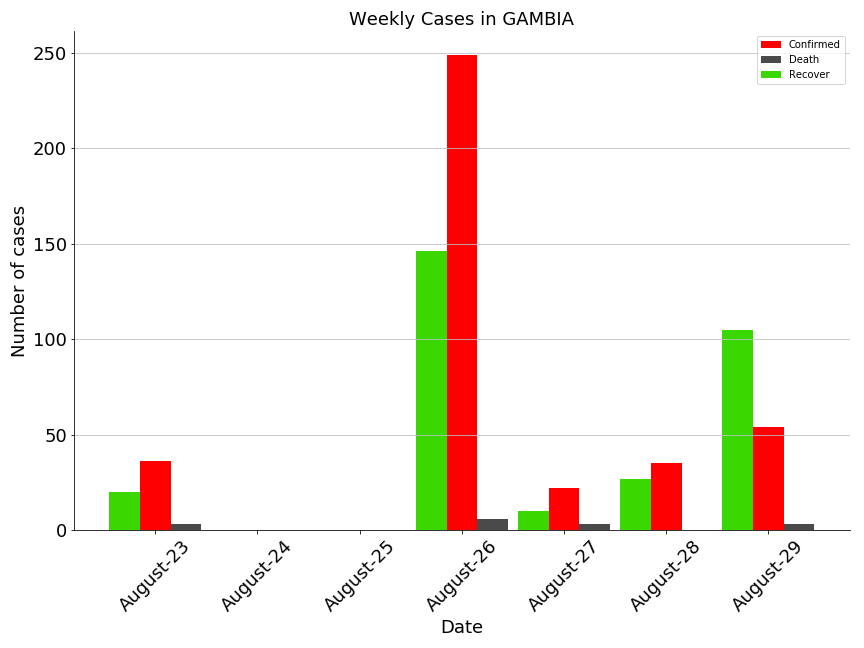 Weekly Cases in GAMBIA
Confirmed
Death
Recover
Number of cases
250
200
150
100
50
0
August-23
August-24
August-25
August-26
August-27
August-28
August-29
Date